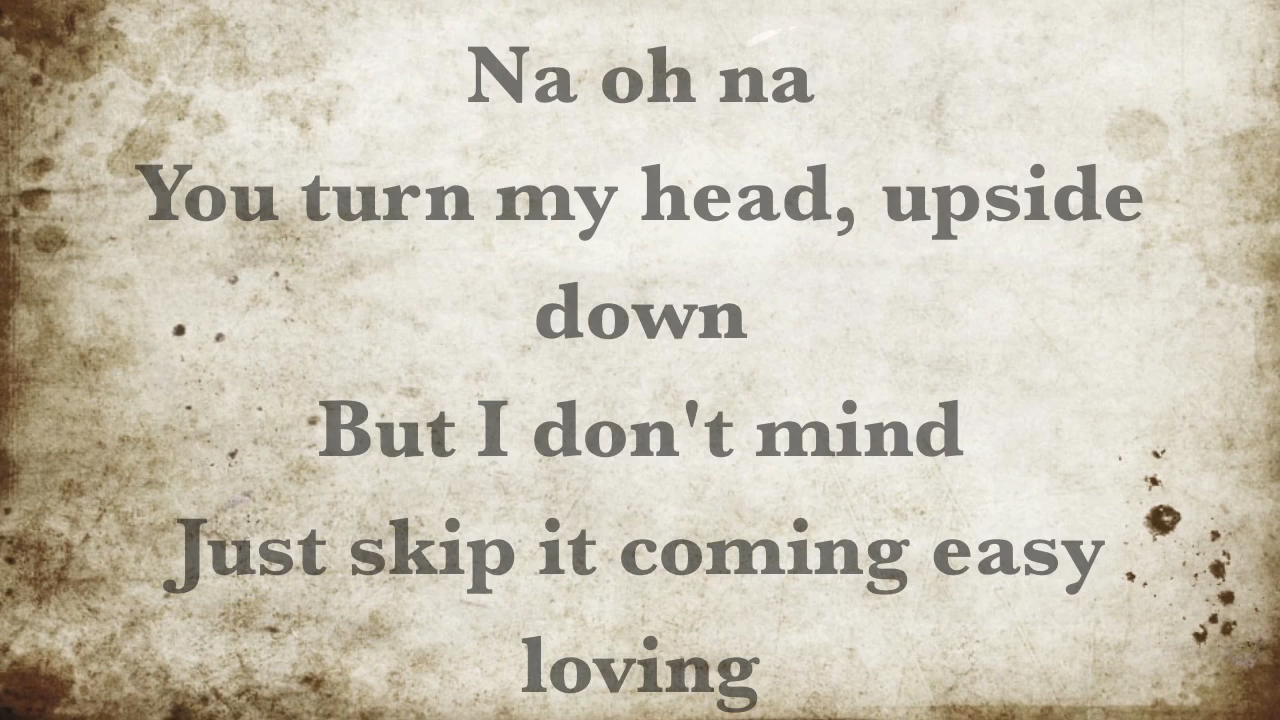 Na oh na
You turn my head, upside
down
But I don't mind
Just skip it coming easy
loving